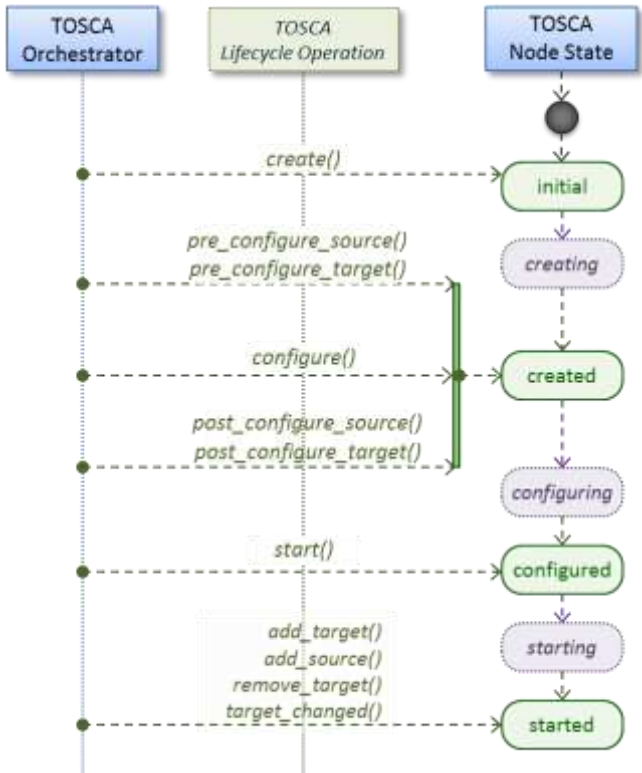 TOSCA
Orchestrator
TOSCA
Lifecycle Operation
TOSCA
Node State
create()
initial
pre_configure_source()
pre_configure_target()
creating
configure()
created
post_configure_source()
post_configure_target()
configuring
start()
configured
add_target()
add_source()
remove_target()
target_changed()
starting
started